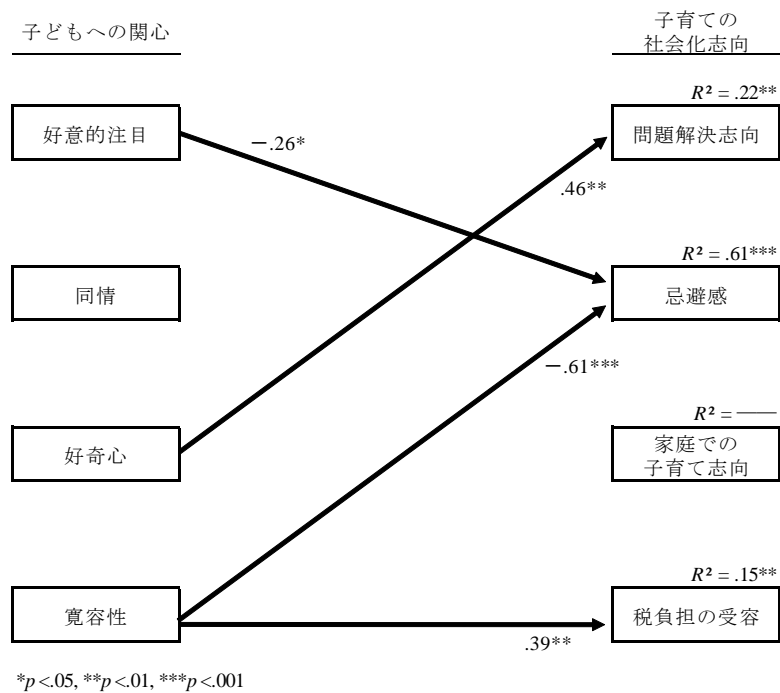 子どもへの関心
子育ての
社会化志向
R² = .22**
好意的注目
問題解決志向
－.26*
.46**
R² = .61***
同情
忌避感
－.61***
R² = ――
好奇心
家庭での
子育て志向
R² = .15**
寛容性
税負担の受容
.39**
*p<.05, **p<.01, ***p<.001